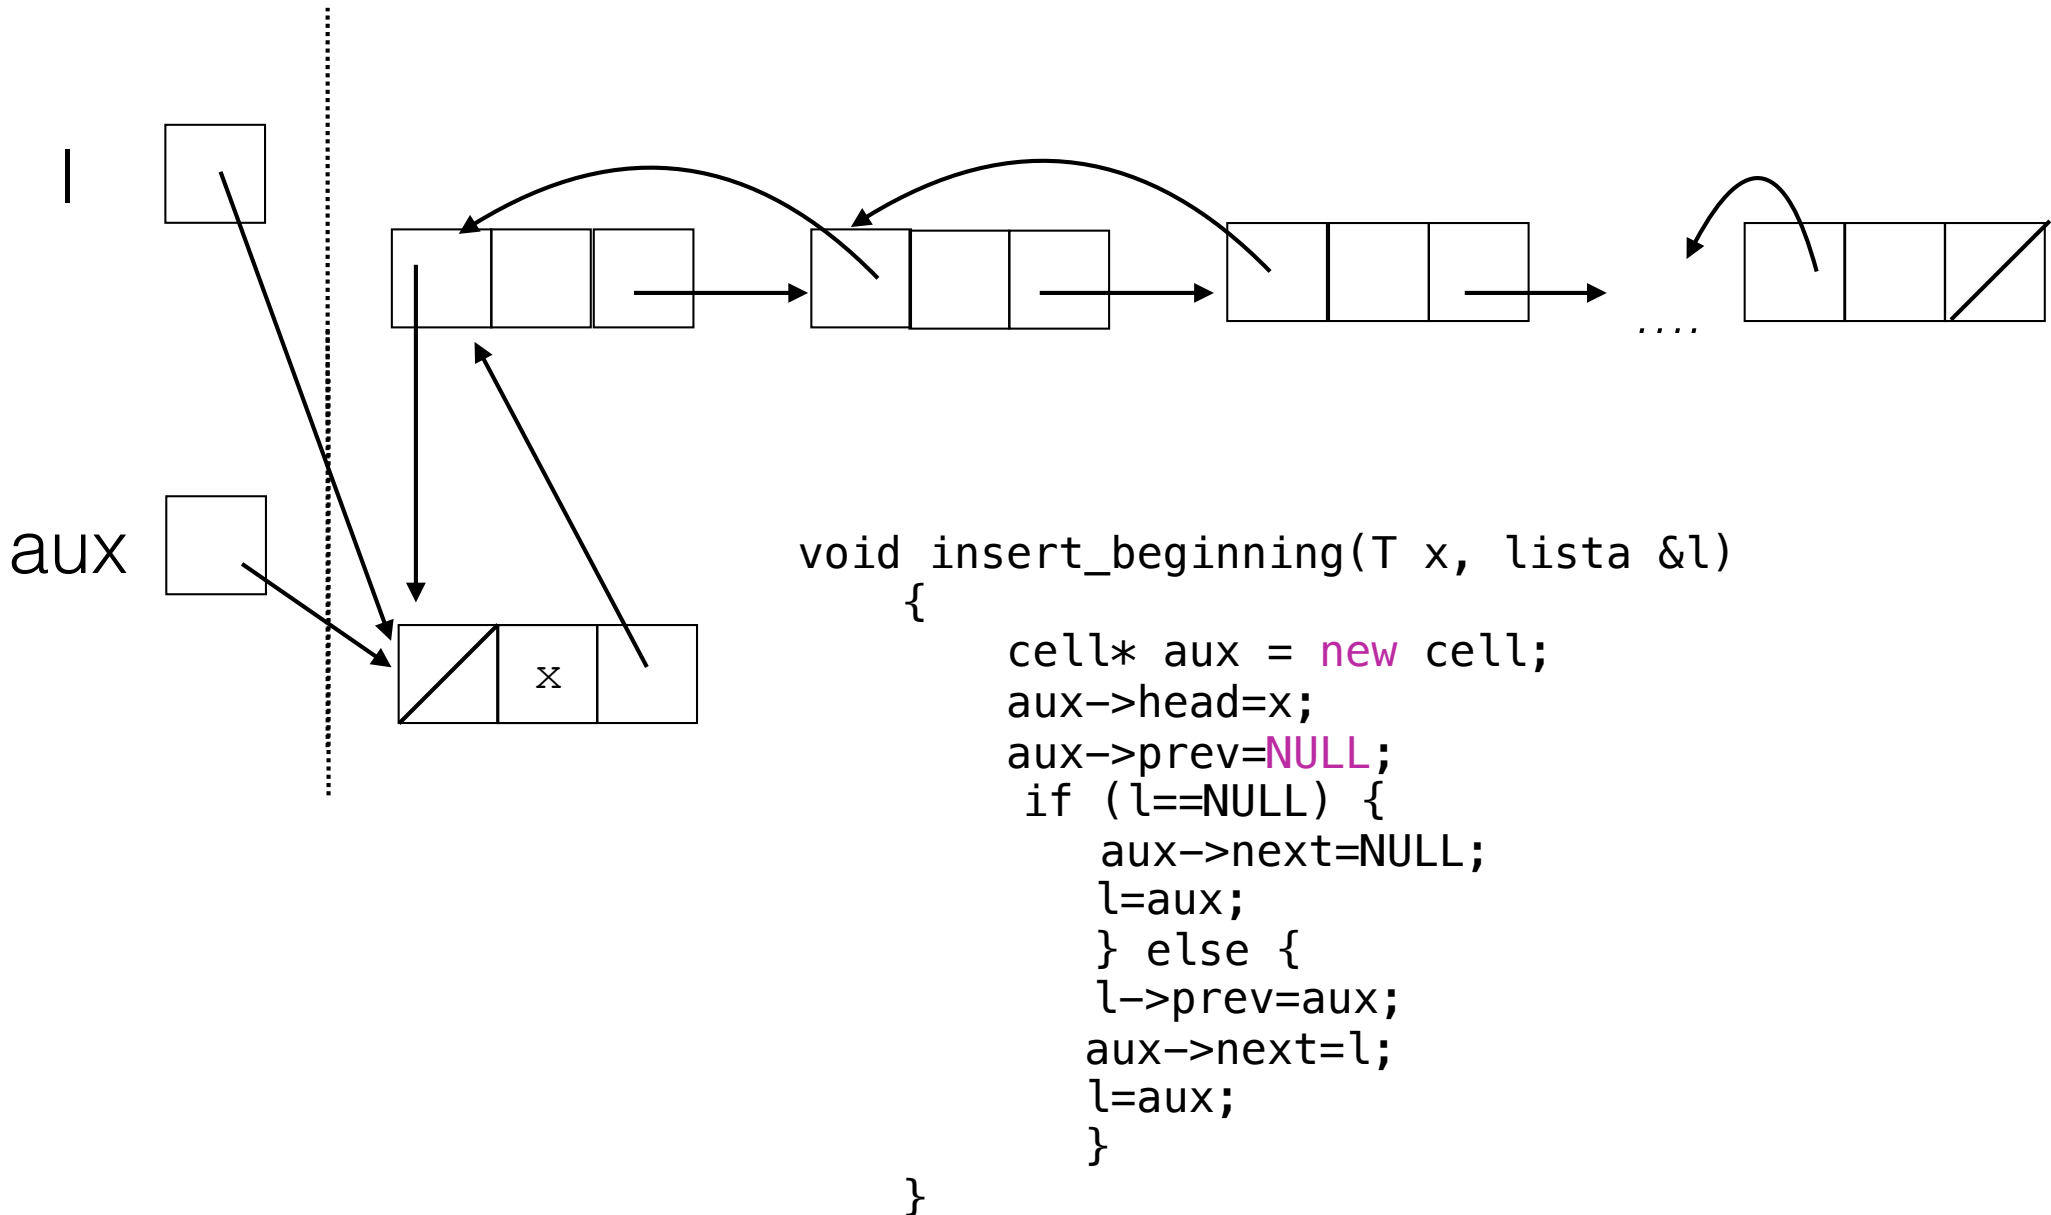 l
....
aux
x
void insert_beginning(T x, lista &l)
{
cell* aux = new cell;
aux->head=x;
aux->prev=NULL;
if (l==NULL) {
aux->next=NULL;
l=aux;
} else {
l->prev=aux;
aux->next=l;
l=aux;
}
}